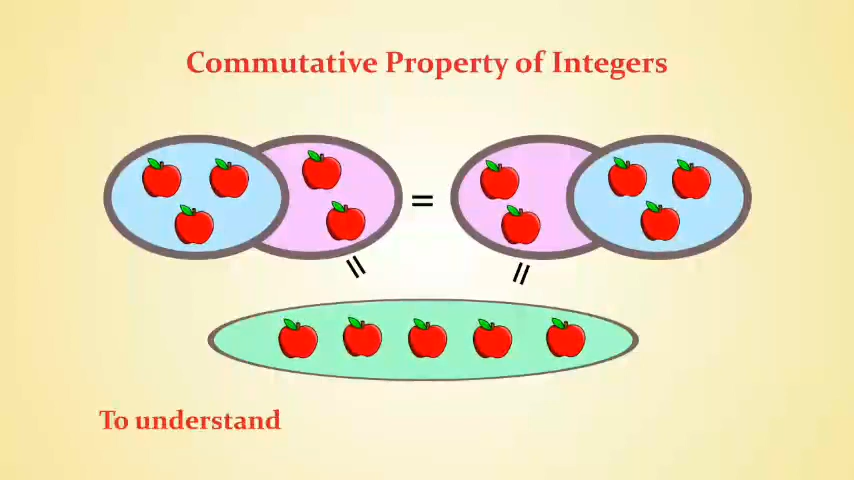 Commutative Property of Integers
=
= =
To understand